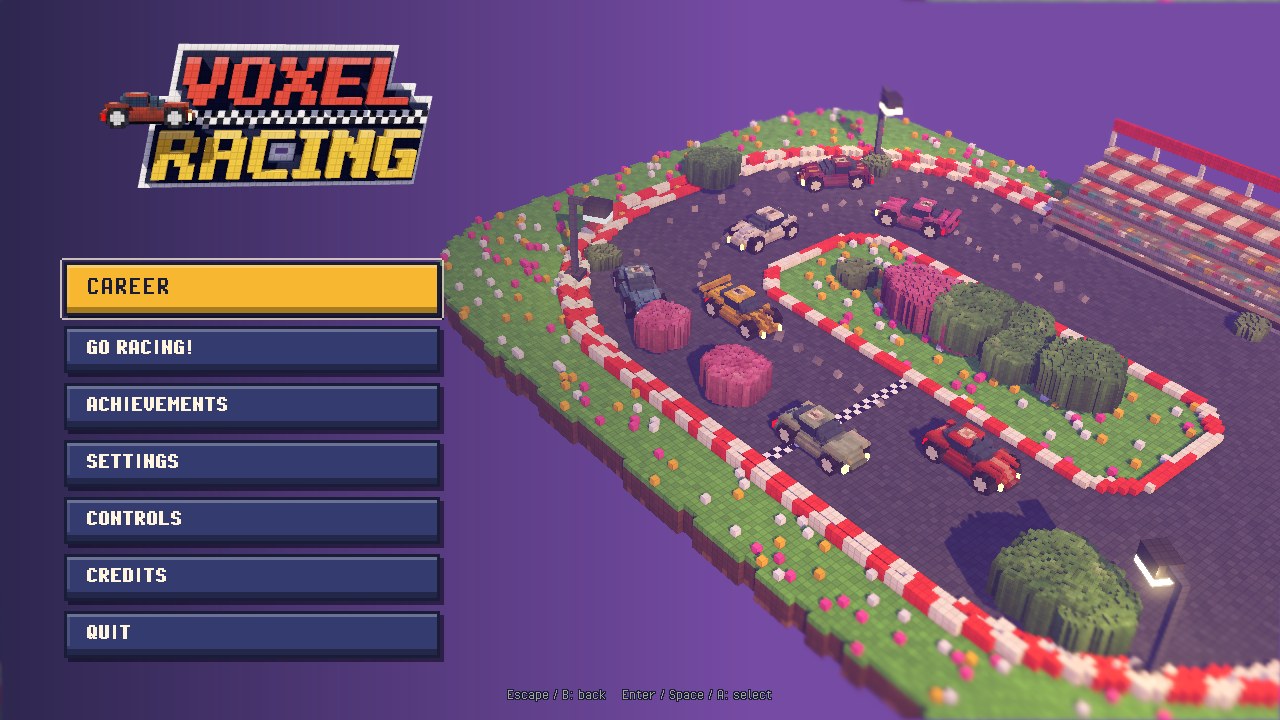 VOXEL
RACING
CAREER
GO RACING!
ACHIEVEMENTS
SETTINGS
CONTROLS
CREDITS
QUIT
Escape / B: back   Enter / Space / A: select